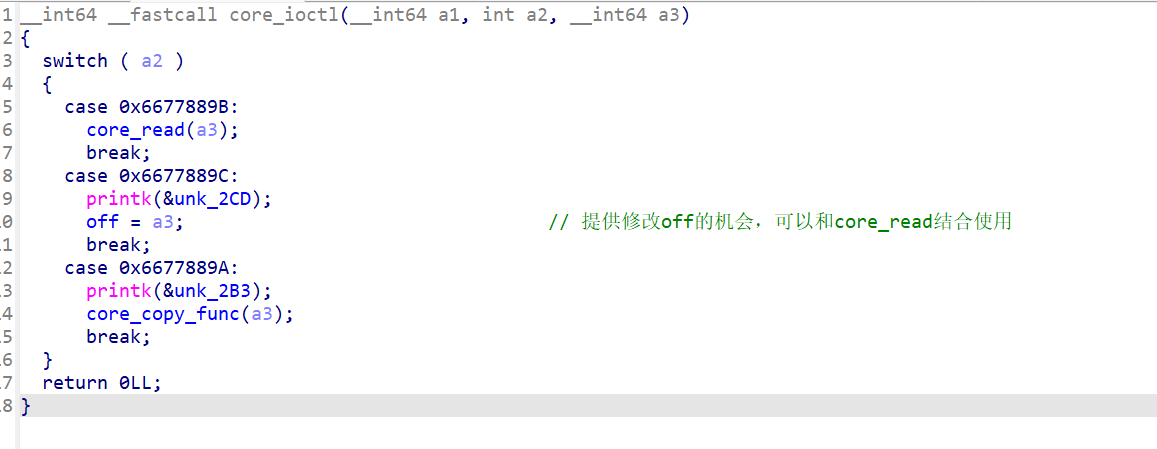 1 __int64 __fastcall core_ioctl(__int64 a1, int a2, __int64 a3)
2 {
3   switch ( a2 )
4   {
5     case 0x6677889B:
6       core_read(a3);
7       break;
8     case 0x6677889C:
9       printk(&unk_2CD);
.0       off = a3;                                // 提供修改off的机会，可以和core_read结合使用
.1       break;
.2     case 0x6677889A:
.3       printk(&unk_2B3);
.4       core_copy_func(a3);
.5       break;
.6   }
.7   return 0LL;
.8 }